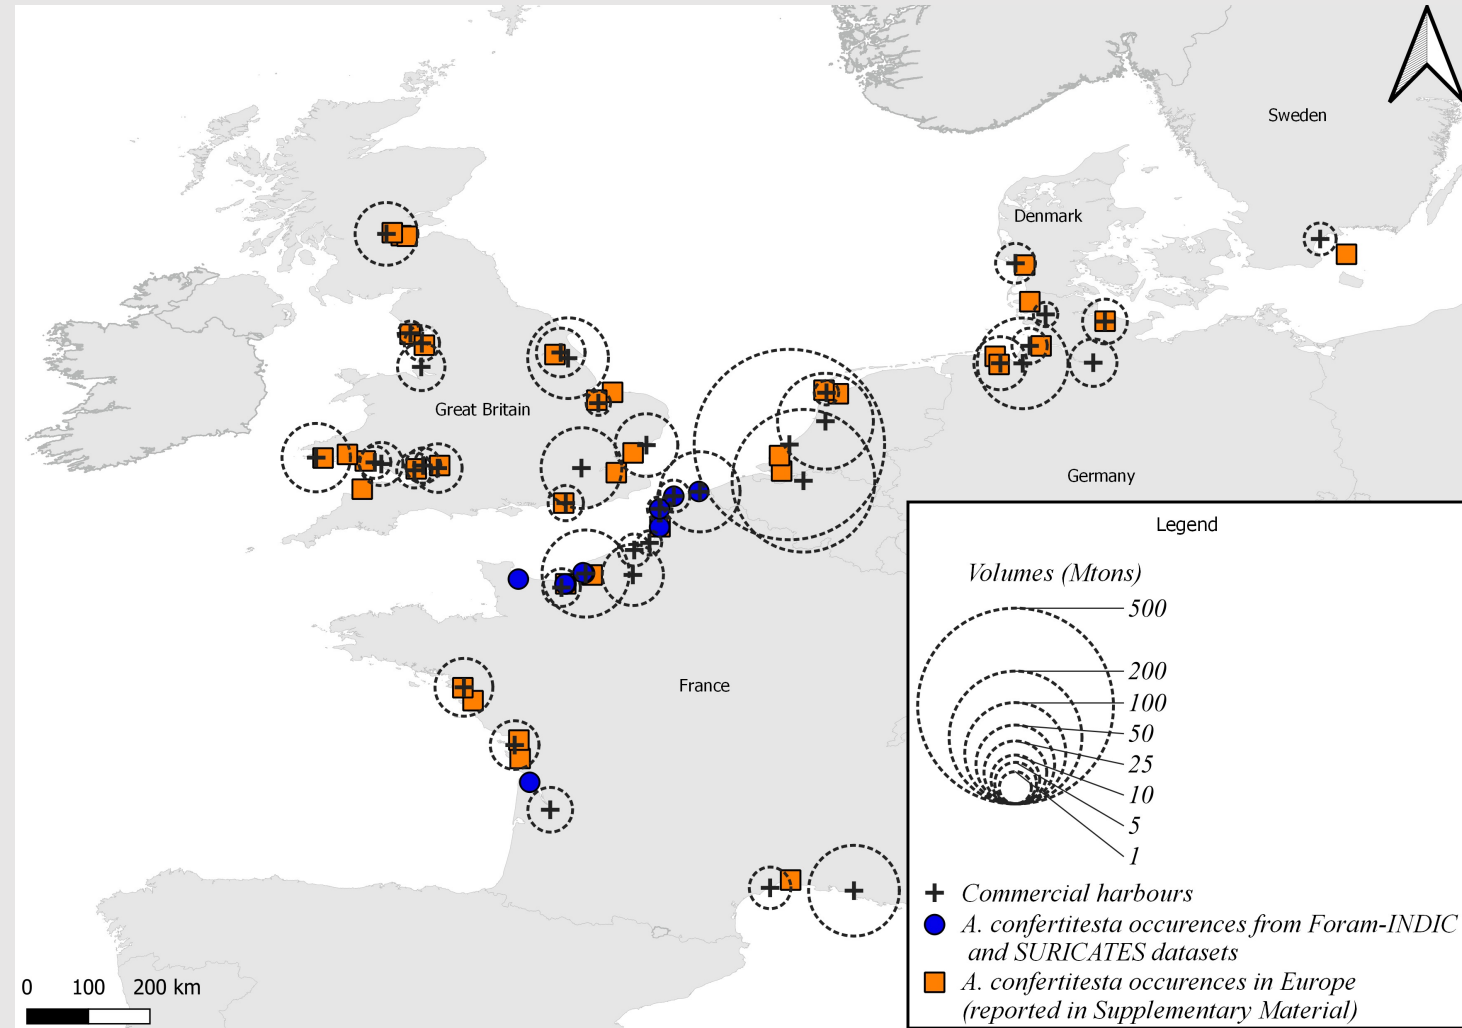 Sweden
Denmark
Great Britain
Germany
France
Legend
Volumes (Mtons)
500
200
100
50
25
10
5
1
Commercial harbours
A. confertitesta occurences from Foram-INDIC
and SURICATES datasets
A. confertitesta occurences in Europe
(reported in Supplementary Material)
0 100 200 km